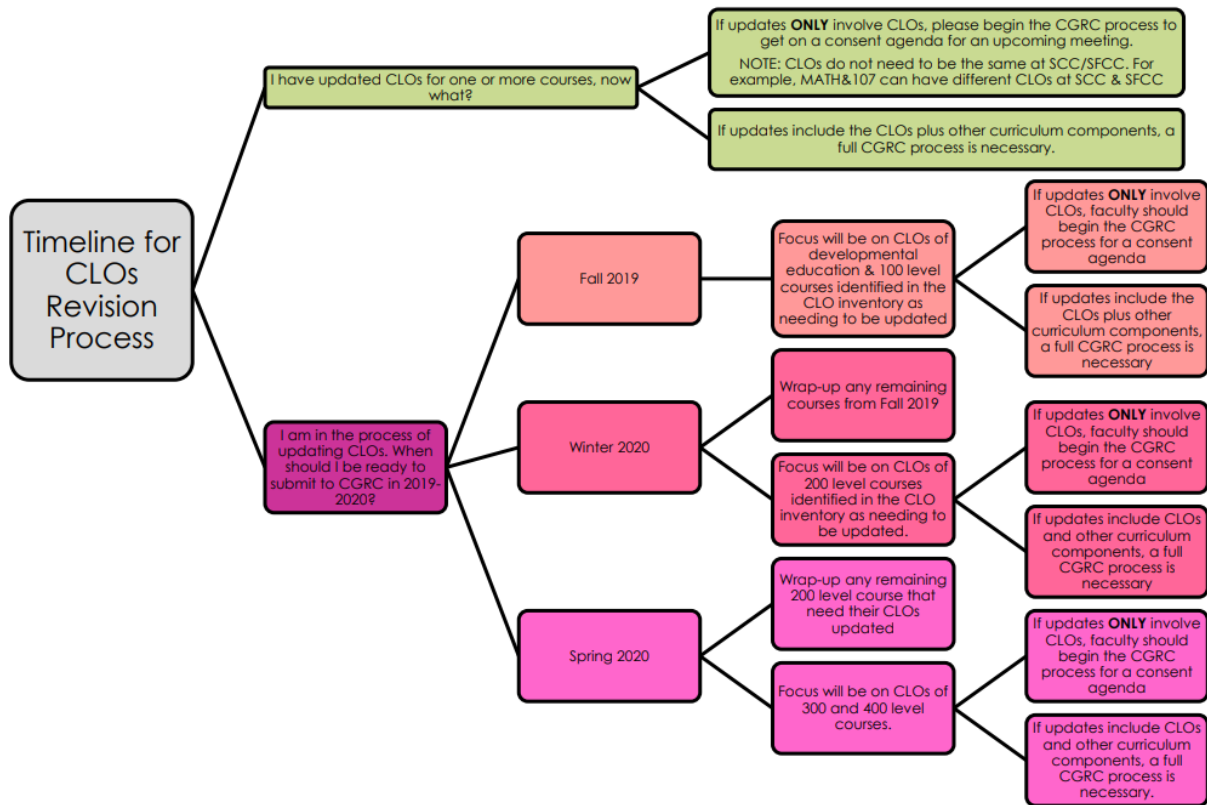 Timeline for
CLOs
Revision
Process
I have updated CLOs for one or more courses, now
what?
If updates ONLY involve CLOs, please begin the CGRC process to
get on a consent agenda for an upcoming meeting.
NOTE: CLOs do not need to be the same at SCC/SFCC. For
example, MATH&107 can have different CLOs at SCC & SFCC
If updates include the CLOs plus other curriculum components, a
full CGRC process is necessary.
I am in the process of
updating CLOs. When
should I be ready to
submit to CGRC in 2019-
2020?
Fall 2019
Focus will be on CLOs of
developmental
education & 100 level
courses identified in the
CLO inventory as
needing to be updated
If updates ONLY involve
CLOs, faculty should
begin the CGRC
process for a consent
agenda
If updates include the
CLOs plus other
curriculum components,
a full CGRC process is
necessary
Winter 2020
Wrap-up any remaining
courses from Fall 2019
Focus will be on CLOs of
200 level courses
identified in the CLO
inventory as needing to
be updated.
If updates ONLY involve
CLOs, faculty should
begin the CGRC
process for a consent
agenda
If updates include CLOs
and other curriculum
components, a full
CGRC process is
necessary
Spring 2020
Wrap-up any remaining
200 level course that
need their CLOs
updated
Focus will be on CLOs of
300 and 400 level
courses.
If updates ONLY involve
CLOs, faculty should
begin the CGRC
process for a consent
agenda
If updates include CLOs
and other curriculum
components, a full
CGRC process is
necessary.